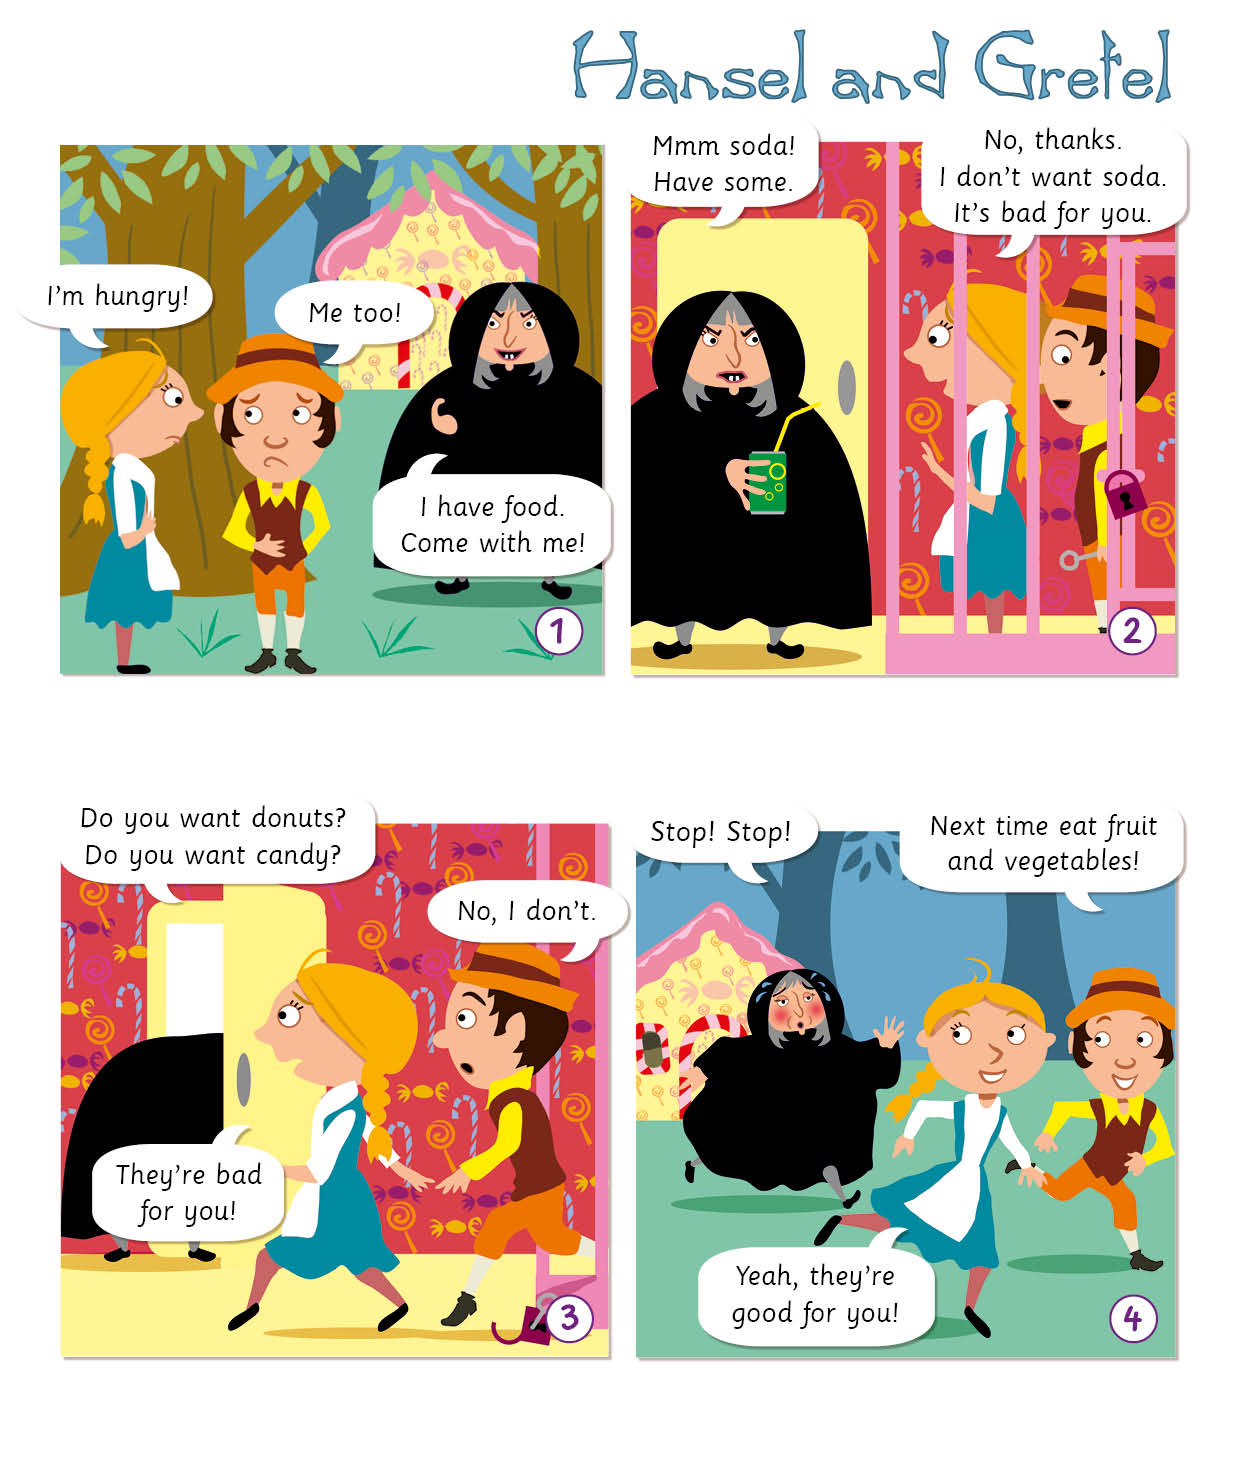 Hansel and Gretel
I'm hungry!
Me too!
I have food.
Come with me!
1
Mmm soda!
Have some.
No, thanks.
I don't want soda.
It's bad for you.
2
Do you want donuts?
Do you want candy?
No, I don't.
They're bad
for you!
3
Stop! Stop!
Next time eat fruit
and vegetables!
Yeah, they're
good for you!
4